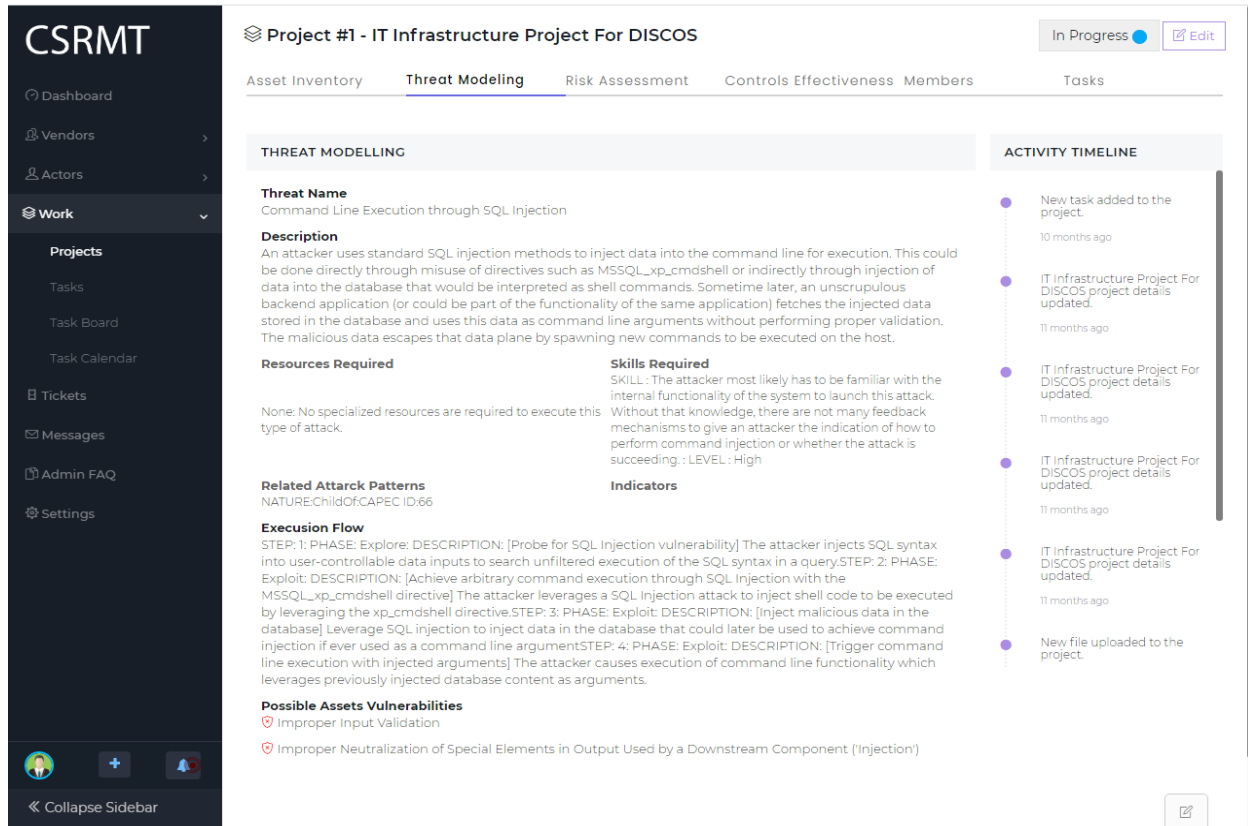 CSRMT
Dashboard
Vendors
Actors
Work
Projects
Tasks
Task Board
Task Calendar
Tickets
Messages
Admin FAQ
Settings
Collapse Sidebar
Project #1 - IT Infrastructure Project For DISCOS
In Progress
Edit
Asset Inventory
Threat Modeling
Risk Assessment
Controls Effectiveness
Members
Tasks
THREAT MODELLING
Threat Name
Command Line Execution through SQL Injection
Description
An attacker uses standard SQL injection methods to inject data into the command line for execution. This could
be done directly through misuse of directives such as MSSQL_xp_cmdshell or indirectly through injection of
data into the database that would be interpreted as shell commands. Sometime later, an unscrupulous
backend application (or could be part of the functionality of the same application) fetches the injected data
stored in the database and uses this data as command line arguments without performing proper validation.
The malicious data escapes that data plane by spawning new commands to be executed on the host.
Resources Required
None: No specialized resources are required to execute this
type of attack.
Skills Required
SKILL : The attacker most likely has to be familiar with the
internal functionality of the system to launch this attack.
Without that knowledge, there are not many feedback
mechanisms to give an attacker the indication of how to
perform command injection or whether the attack is
succeeding. : LEVEL : High
Related Attarck Patterns
NATURE:ChildOf:CAPEC ID:66
Indicators
Execusion Flow
STEP: 1: PHASE: Explore: DESCRIPTION: [Probe for SQL Injection vulnerability] The attacker injects SQL syntax
into user-controllable data inputs to search unfiltered execution of the SQL syntax in a query.STEP: 2: PHASE:
Exploit: DESCRIPTION: [Achieve arbitrary command execution through SQL Injection with the
MSSQL_xp_cmdshell directive] The attacker leverages a SQL Injection attack to inject shell code to be executed
by leveraging the xp_cmdshell directive.STEP: 3: PHASE: Exploit: DESCRIPTION: [Inject malicious data in the
database] Leverage SQL injection to inject data in the database that could later be used to achieve command
injection if ever used as a command line argumentSTEP: 4: PHASE: Exploit: DESCRIPTION: [Trigger command
line execution with injected arguments] The attacker causes execution of command line functionality which
leverages previously injected database content as arguments.
Possible Assets Vulnerabilities
Improper Input Validation
Improper Neutralization of Special Elements in Output Used by a Downstream Component ('Injection')
ACTIVITY TIMELINE
New task added to the
project.
10 months ago
IT Infrastructure Project For
DISCOS project details
updated.
11 months ago
IT Infrastructure Project For
DISCOS project details
updated.
11 months ago
IT Infrastructure Project For
DISCOS project details
updated.
11 months ago
IT Infrastructure Project For
DISCOS project details
updated.
11 months ago
New file uploaded to the
project.